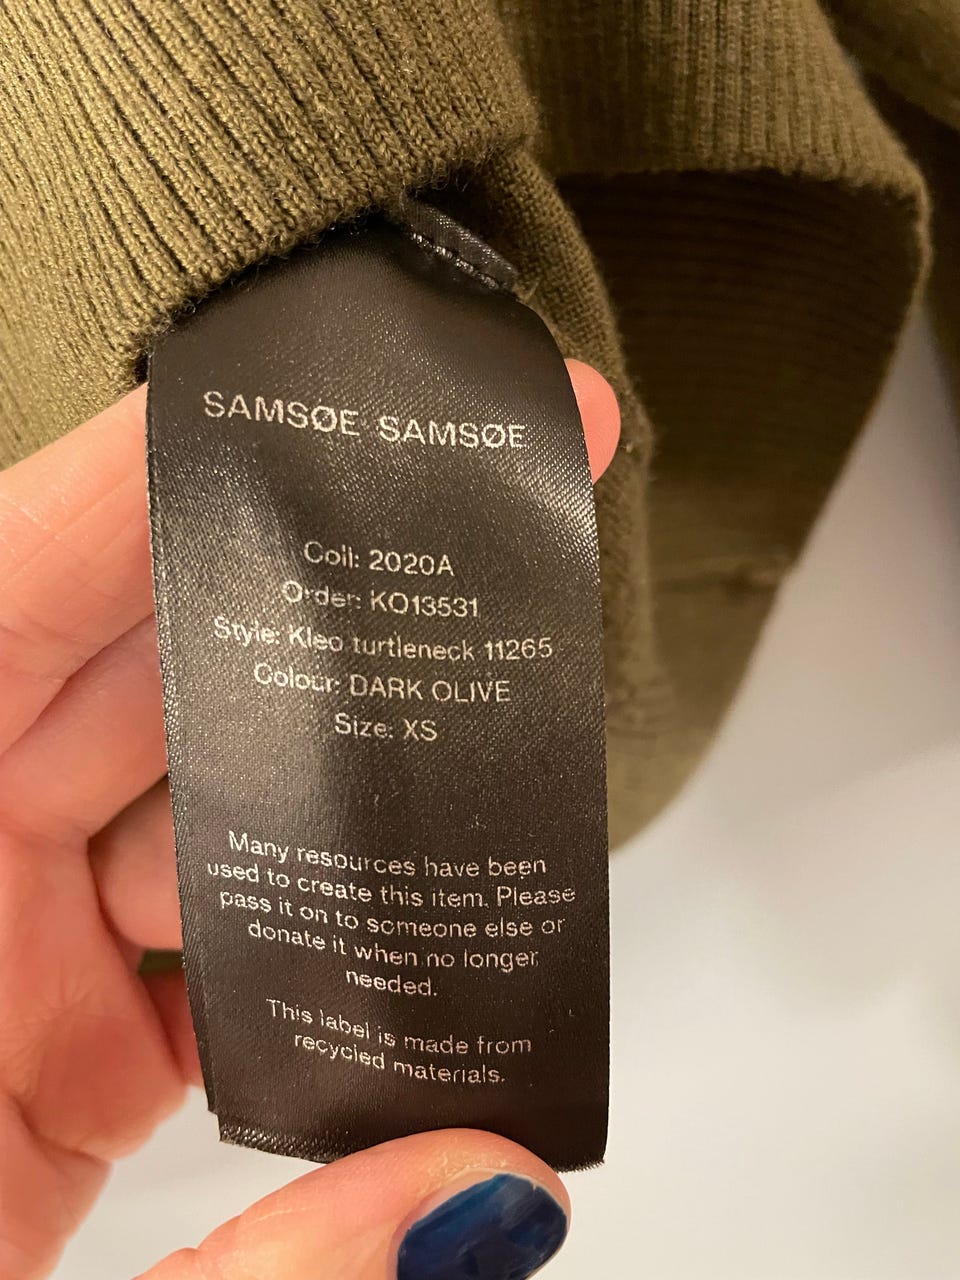 SAMSØE SAMSØE
Coll: 2020A
Order: KO13531
Style: Kleo turtleneck 11265
Colour: DARK OLIVE
Size: XS
Many resources have been
used to create this item. Please
pass it on to someone else or
donate it when no longer
needed.
This label is made from
recycled materials.